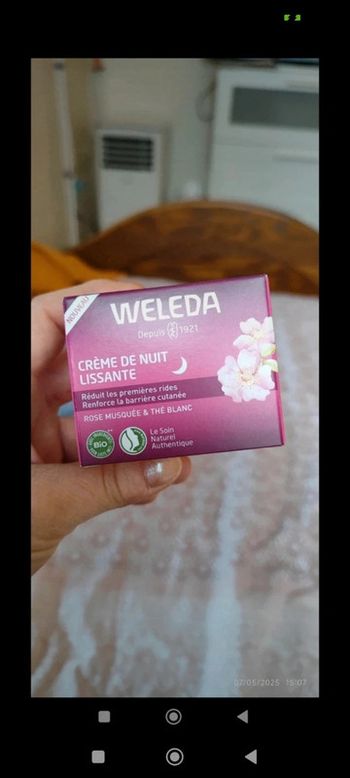 NOUVEAU
WELEDA
Depuis 1921
CRÈME DE NUIT
LISSANTE
Réduit les premières rides
Renforce la barrière cutanée
ROSE MUSQUÉE & THÉ BLANC
BIO
Le Soin
Naturel
Authentique
07/05/2025 15:07